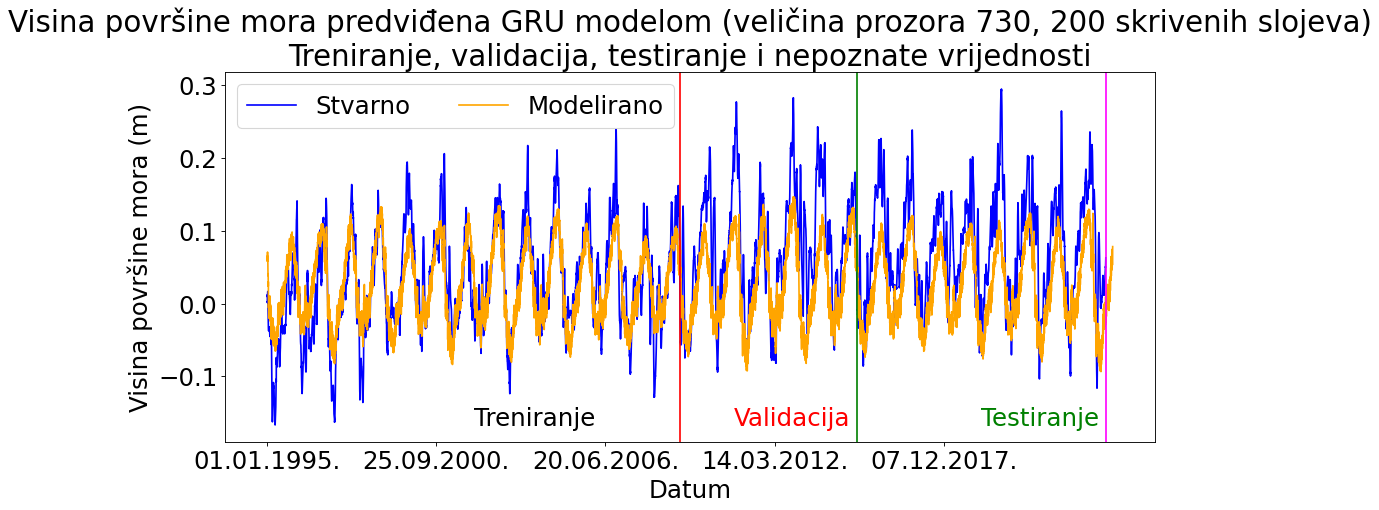 Visina površine mora predviđena GRU modelom (veličina prozora 730, 200 skrivenih slojeva)
Treniranje, validacija, testiranje i nepoznate vrijednosti
Stvarno Modelirano
Visina površine mora (m)
0.3
0.2
0.1
0.0
−0.1
Treniranje Validacija Testiranje
01.01.1995. 25.09.2000. 20.06.2006. 14.03.2012. 07.12.2017.
Datum